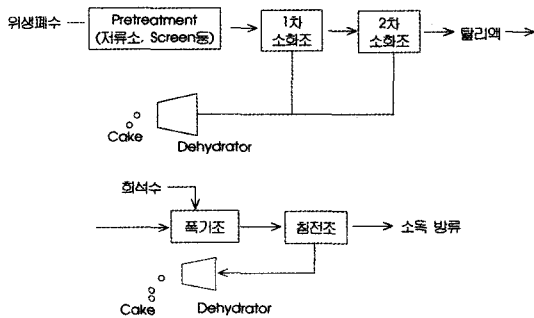 위생폐수
Pretreatment
(저류소, Screen등)
1차
소화조
2차
소화조
탈리액
Cake
Dehydrator
희석수
폭기조
침전조
소독 방류
Cake
Dehydrator